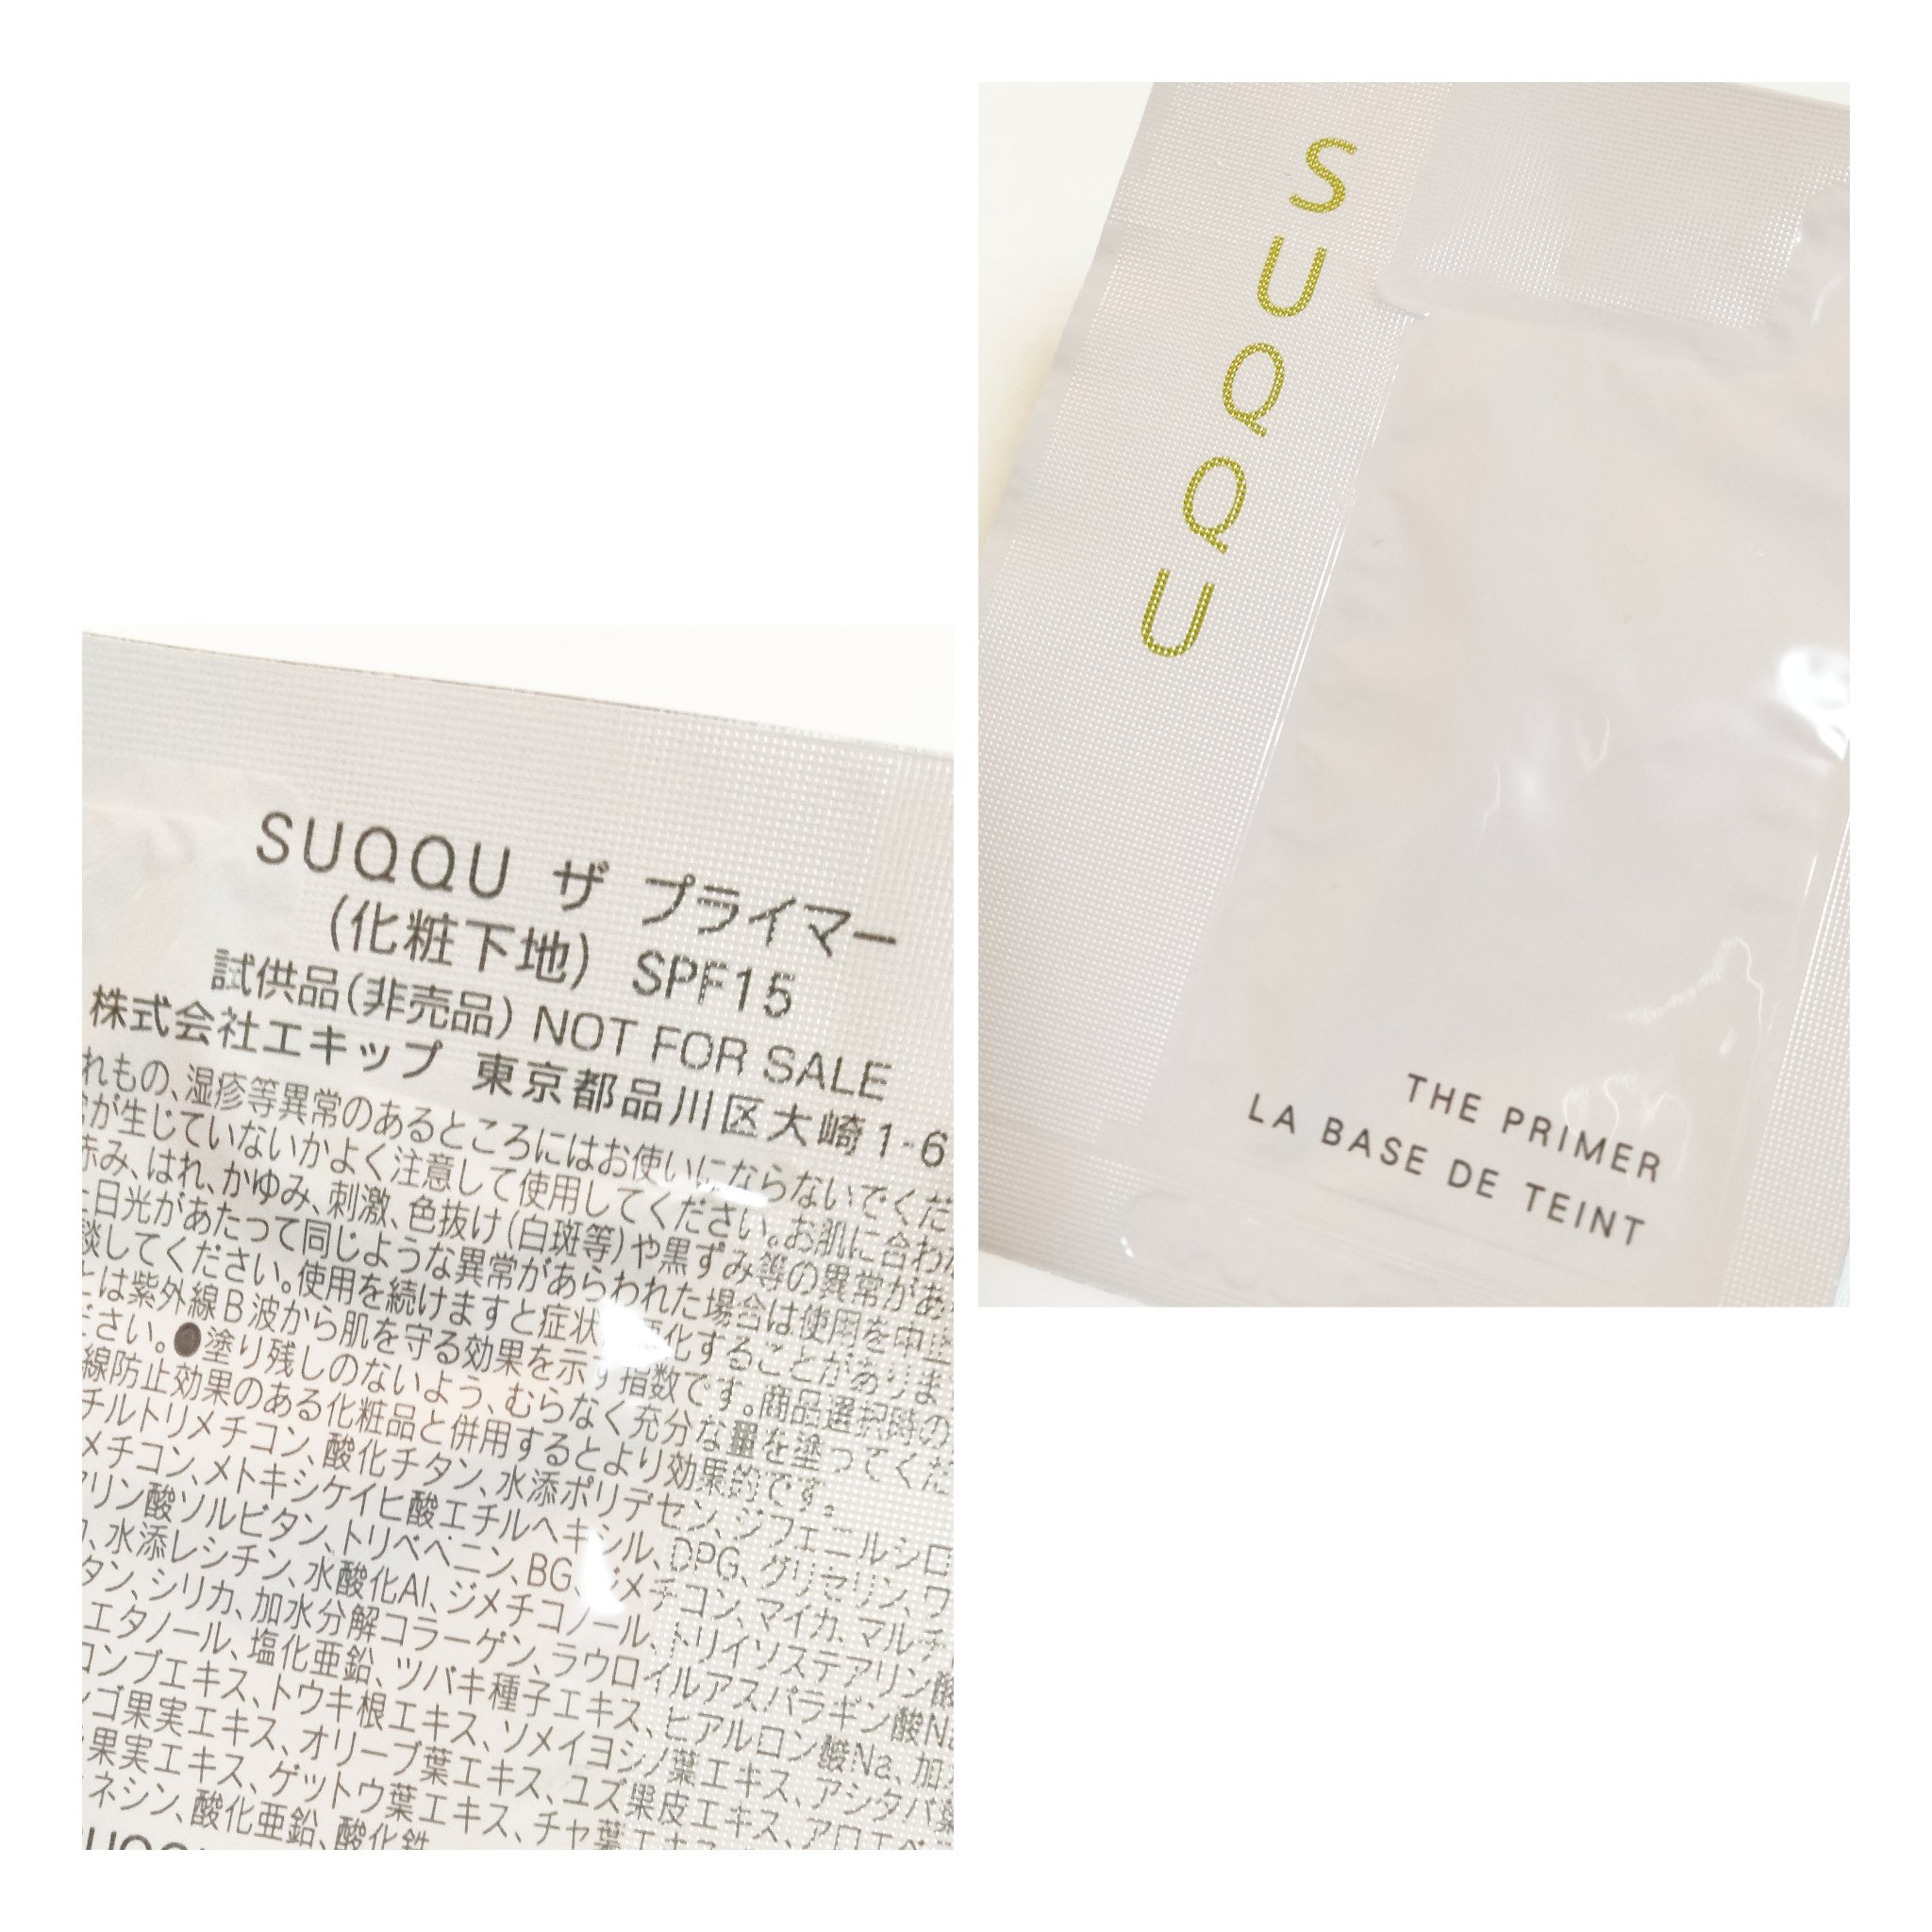 SUQQU
THE PRIMER
LA BASE DE TEINT
SUQQU ザ プライマー
(化粧下地) SPF15
試供品(非売品) NOT FOR SALE
株式会社エキップ 東京都品川区大崎1-6
れもの、湿疹等異常のあるところにはお使いにならないでくだ
が生じていないかよく注意して使用してください。お肌に合わ
赤み、はれ、かゆみ、刺激、色抜け(白斑等)や黒ずみ等の異常があ
日光があたって同じような異常があらわれた場合は使用を中止
談してください。使用を続けますと症状 化することがありま
とは紫外線B波から肌を守る効果を示す指数です。商品選択時の
ださい。●塗り残しのないよう、むらなく充分な量を塗ってくだ
線防止効果のある化粧品と併用するとより効果的です。
チルトリメチコン、酸化チタン、水添ポリデセン、ジフェニルシロ
メチコン、メトキシケイヒ酸エチルヘキシル、DPG、グリセリン、ワ
リン酸ソルビタン、トリベヘニン、BG、ジメチコン、マイカ、マルチ
水添レシチン、水酸化Al、ジメチコノール、トリイソステアリン酸
タン、シリカ、加水分解コラーゲン、ラウロイルアスパラギン酸Na
エタノール、塩化亜鉛、ツバキ種子エキス、ヒアルロン酸Na、加
コンブエキス、トウキ根エキス、ソメイヨシノ葉エキス、アシタバ葉
ゴ果実エキス、オリーブ葉エキス、ユズ果皮エキス、アロエベ
果実エキス、ゲットウ葉エキス、チャ葉エキス
ネシン、酸化亜鉛、酸化鉄